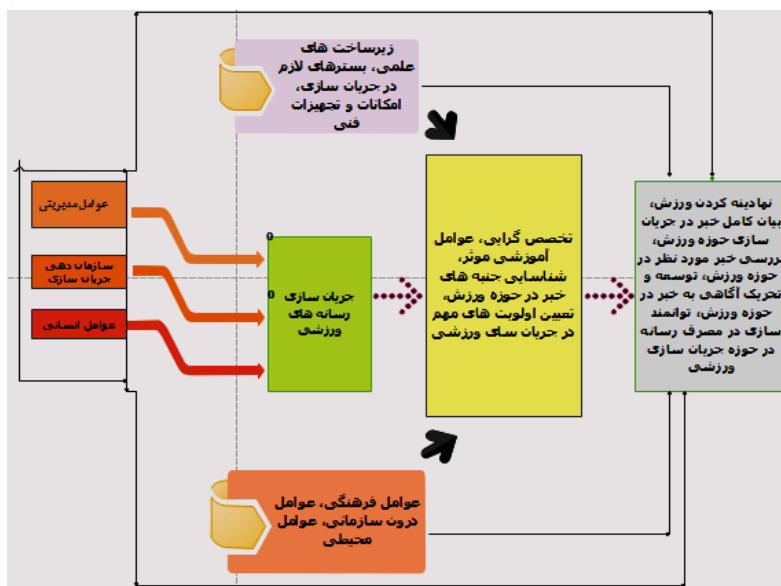 زیرساخت های
علمی، بسترهای لازم
در جریان سازی،
امکانات و تجهیزات
فنی
عوامل مدیریتی
سازمان دهی
جریان سازی
عوامل انسانی
0
0
جریان سازی
رسانه های
ورزشی
تخصص گرایی، عوامل
آموزشی موثر،
شناسایی جنبه های
خبر در حوزه ورزش،
تعیین اولویت های مهم
در جریان سای ورزشی
نهادینه کردن ورزش،
بیان کامل خبر در جریان
سازی حوزه ورزش،
بررسی خبر مورد نظر در
حوزه ورزش، توسعه و
تحریک آگاهی به خبر در
حوزه ورزش، توانمند
سازی در مصرف رسانه
در حوزه جریان سازی
ورزشی
عوامل فرهنگی، عوامل
درون سازمانی، عوامل
محیطی